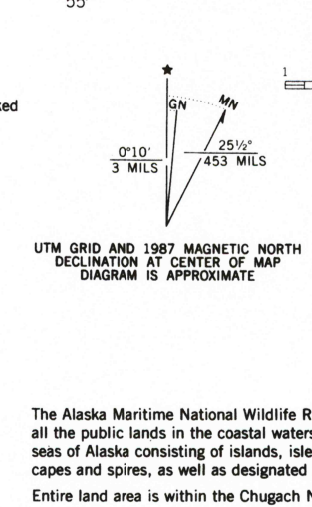 55'
1
GN MN
0°10' 25½°
3 MILS 453 MILS
UTM GRID AND 1987 MAGNETIC NORTH
DECLINATION AT CENTER OF MAP
DIAGRAM IS APPROXIMATE
The Alaska Maritime National Wildlife R
all the public lands in the coastal waters
seas of Alaska consisting of islands, isle
capes and spires, as well as designated
Entire land area is within the Chugach N